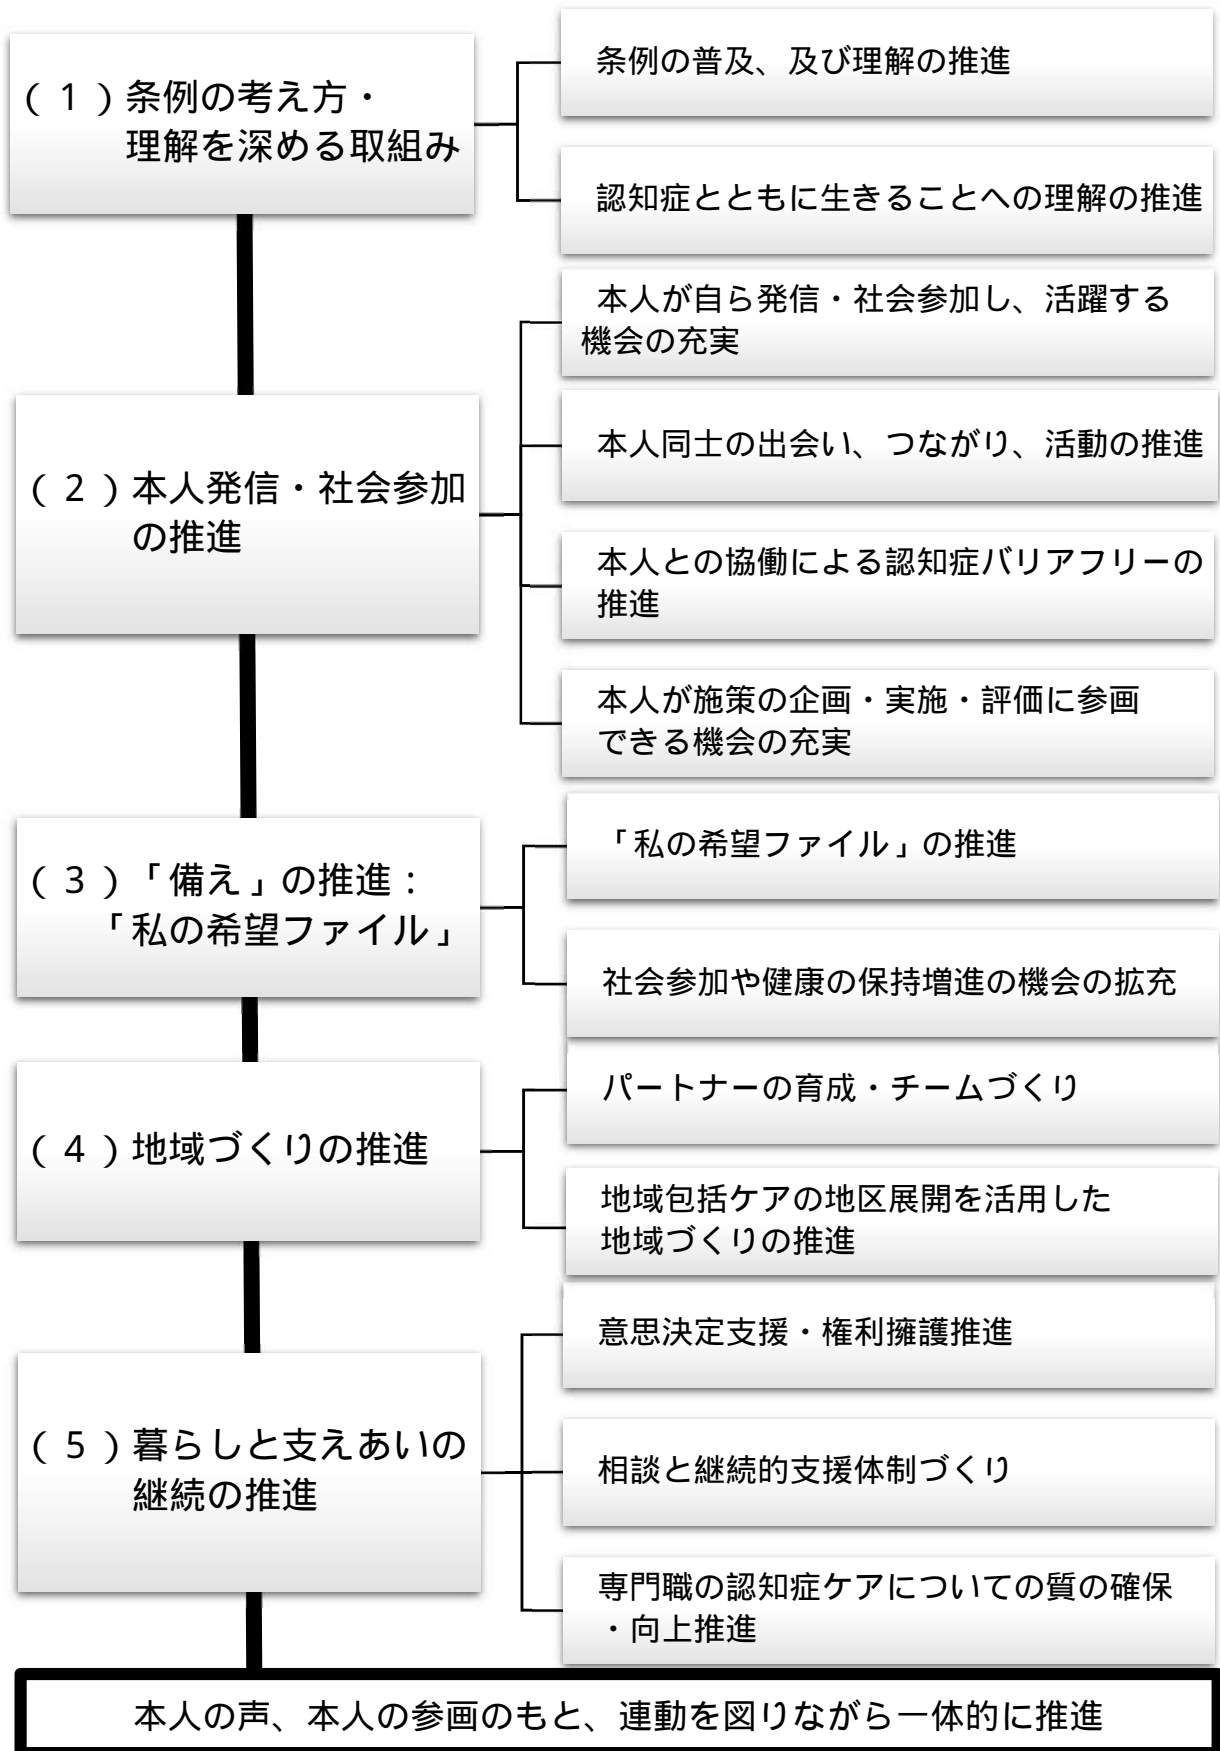 (1)条例の考え方・
理解を深める取組み
条例の普及、及び理解の推進
認知症とともに生きることへの理解の推進
(2)本人発信・社会参加
の推進
本人が自ら発信・社会参加し、活躍する
機会の充実
本人同士の出会い、つながり、活動の推進
本人との協働による認知症バリアフリーの
推進
本人が施策の企画・実施・評価に参画
できる機会の充実
(3)「備え」の推進:
「私の希望ファイル」
「私の希望ファイル」の推進
社会参加や健康の保持増進の機会の拡充
(4)地域づくりの推進
パートナーの育成・チームづくり
地域包括ケアの地区展開を活用した
地域づくりの推進
(5)暮らしと支えあいの
継続の推進
意思決定支援・権利擁護推進
相談と継続的支援体制づくり
専門職の認知症ケアについての質の確保
・向上推進
本人の声、本人の参画のもと、連動を図りながら一体的に推進